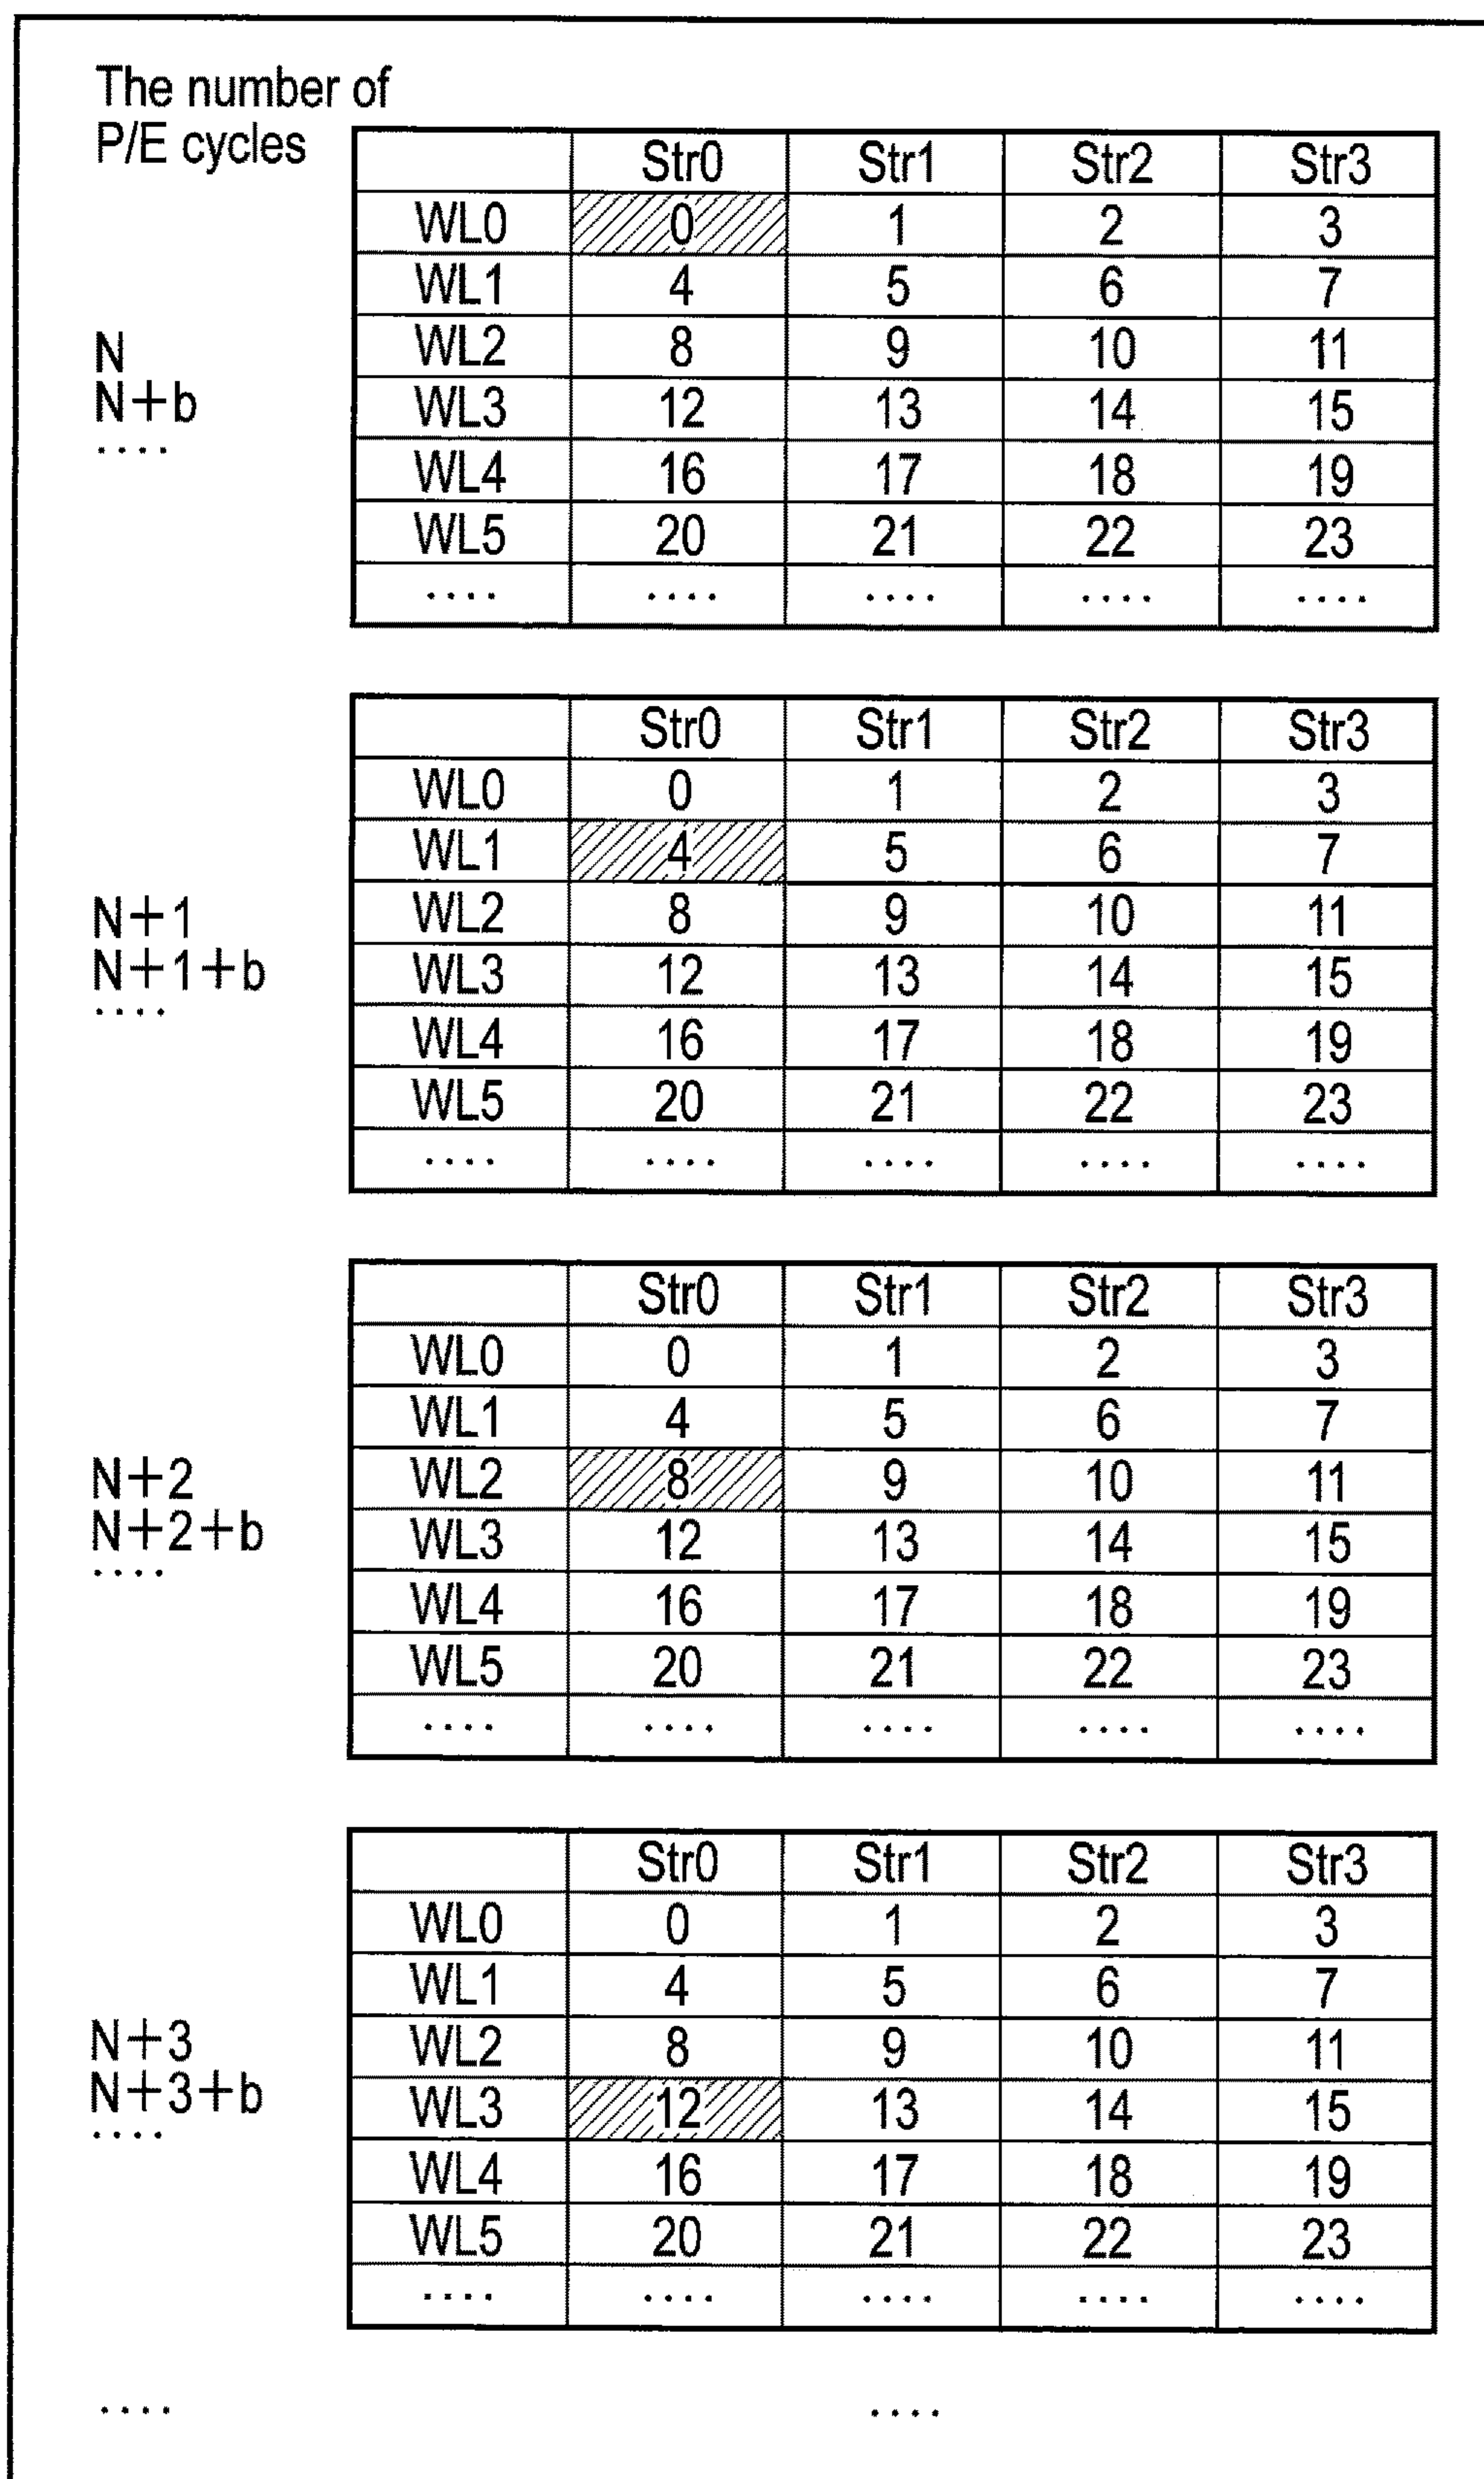 The number of
P/E cycles
Str0 Str1 Str2 Str3
WL0 0 1 2 3
WL1 4 5 6 7
WL2 8 9 10 11
WL3 12 13 14 15
WL4 16 17 18 19
WL5 20 21 22 23
.... .... .... .... ....
N
N+b
....
Str0 Str1 Str2 Str3
WL0 0 1 2 3
WL1 4 5 6 7
WL2 8 9 10 11
WL3 12 13 14 15
WL4 16 17 18 19
WL5 20 21 22 23
.... .... .... .... ....
N+1
N+1+b
....
Str0 Str1 Str2 Str3
WL0 0 1 2 3
WL1 4 5 6 7
WL2 8 9 10 11
WL3 12 13 14 15
WL4 16 17 18 19
WL5 20 21 22 23
.... .... .... .... ....
N+2
N+2+b
....
Str0 Str1 Str2 Str3
WL0 0 1 2 3
WL1 4 5 6 7
WL2 8 9 10 11
WL3 12 13 14 15
WL4 16 17 18 19
WL5 20 21 22 23
.... .... .... .... ....
N+3
N+3+b
....
.... ....